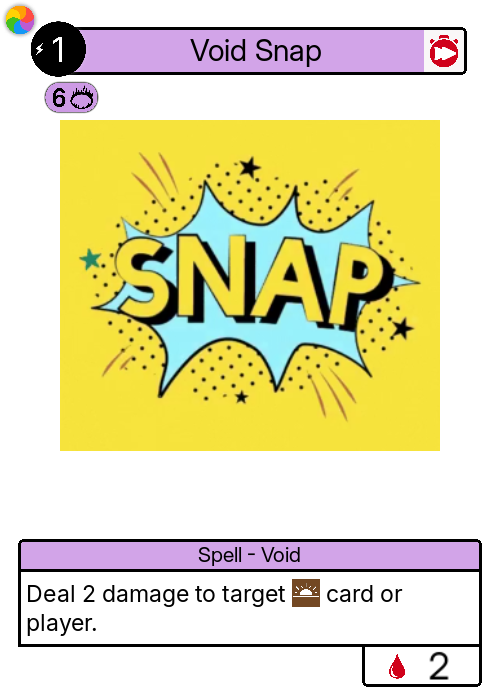 1
Void Snap
6
SNAP
Spell - Void
Deal 2 damage to target card or
player.
2